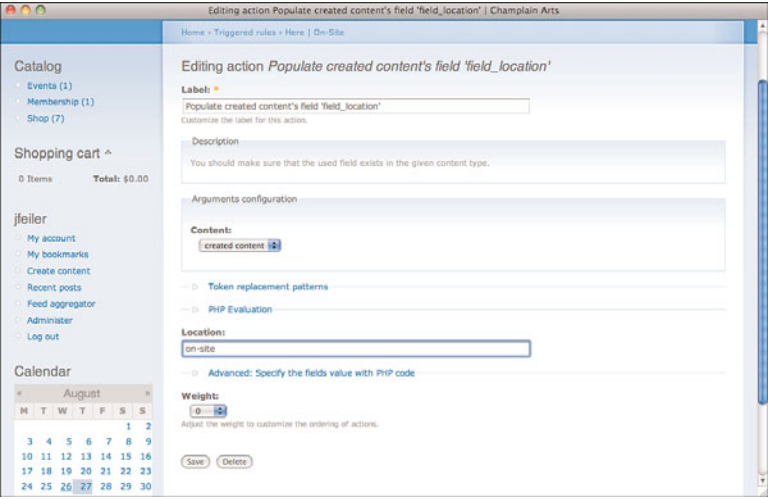 Editing action Populate created content's field 'field_location' | Champlain Arts
Home › Triggered rules › Here | On-Site
Catalog
Events (1)
Membership (1)
Shop (7)
Shopping cart
0 Items Total: $0.00
jfeiler
My account
My bookmarks
Create content
Recent posts
Feed aggregator
Administer
Log out
Calendar
« August »
M T W T F S S
1 2
3 4 5 6 7 8 9
10 11 12 13 14 15 16
17 18 19 20 21 22 23
24 25 26 27 28 29 30
Editing action Populate created content's field 'field_location'
Label: *
Populate created content's field 'field_location'
Customize the label for this action.
Description
You should make sure that the used field exists in the given content type.
Arguments configuration
Content:
created content
Token replacement patterns
PHP Evaluation
Location:
on-site
Advanced: Specify the fields value with PHP code
Weight:
0
Adjust the weight to customize the ordering of actions.
Save Delete